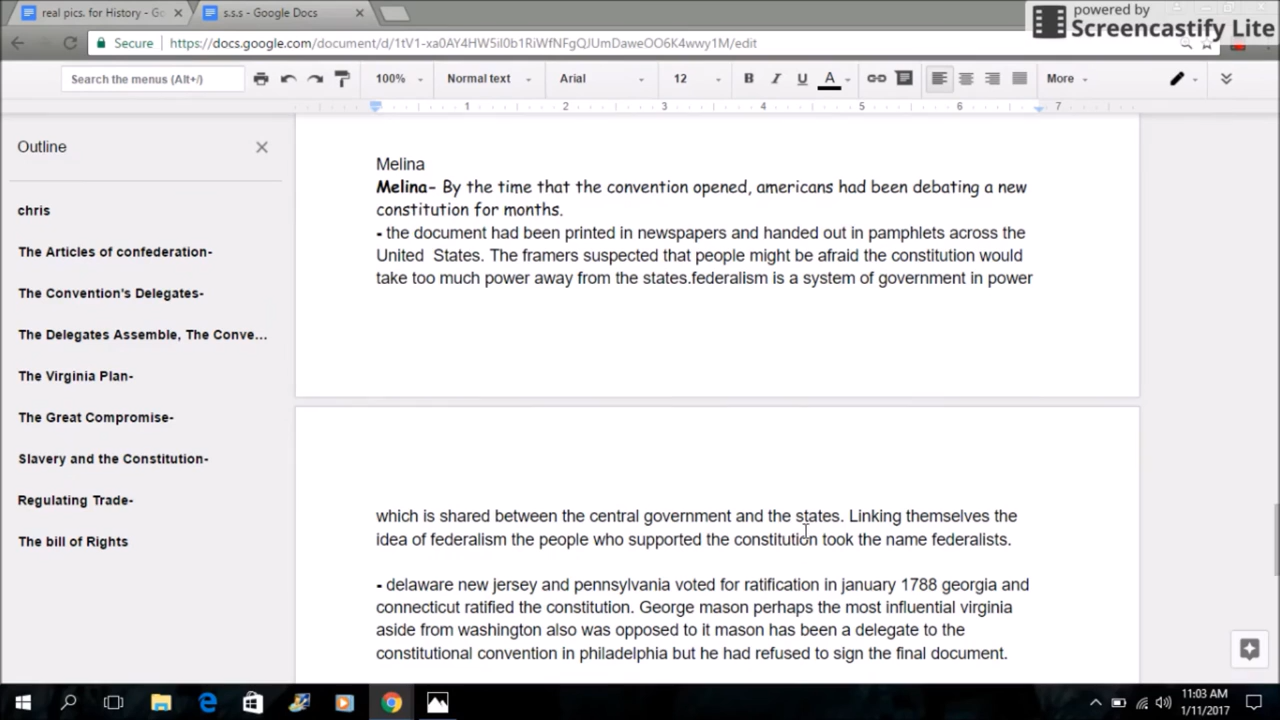 real pics. for History - Go
s.s.s - Google Docs
powered by
Screencastify Lite
Secure
https://docs.google.com/document/d/1tV1-xa0AY4HW5iI0b1RiWfNFgQJUmDaweOO6K4wwy1M/edit
Search the menus (Alt+/)
100%
Normal text
Arial
12
B I U A
More
1 2 3 4 5 6 7
Outline
chris
The Articles of confederation-
The Convention's Delegates-
The Delegates Assemble, The Conve...
The Virginia Plan-
The Great Compromise-
Slavery and the Constitution-
Regulating Trade-
The bill of Rights
Melina
Melina- By the time that the convention opened, americans had been debating a new
constitution for months.
- the document had been printed in newspapers and handed out in pamphlets across the
United  States. The framers suspected that people might be afraid the constitution would
take too much power away from the states.federalism is a system of government in power
which is shared between the central government and the states. Linking themselves the
idea of federalism the people who supported the constitution took the name federalists.
- delaware new jersey and pennsylvania voted for ratification in january 1788 georgia and
connecticut ratified the constitution. George mason perhaps the most influential virginia
aside from washington also was opposed to it mason has been a delegate to the
constitutional convention in philadelphia but he had refused to sign the final document.
11:03 AM
1/11/2017